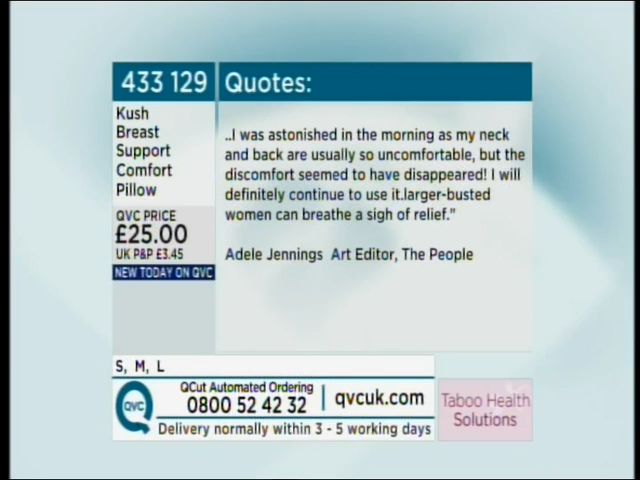 433 129
Quotes:
Kush
Breast
Support
Comfort
Pillow
QVC PRICE
£25.00
UK P&P £3.45
NEW TODAY ON QVC
..I was astonished in the morning as my neck
and back are usually so uncomfortable, but the
discomfort seemed to have disappeared! I will
definitely continue to use it.larger-busted
women can breathe a sigh of relief."
Adele Jennings Art Editor, The People
S, M, L
QVC
QCut Automated Ordering
0800 52 42 32
qvcuk.com
Delivery normally within 3 - 5 working days
Taboo Health
Solutions